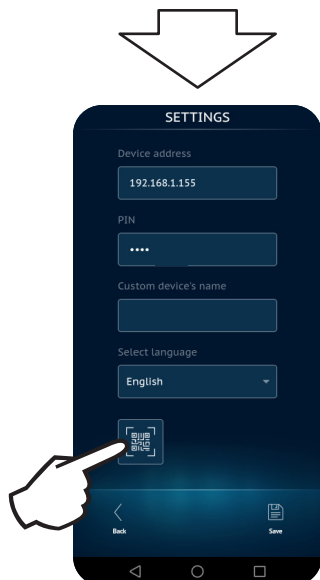 SETTINGS
Device address
192.168.1.155
PIN
••••
Custom device's name
Select language
English
Back
Save